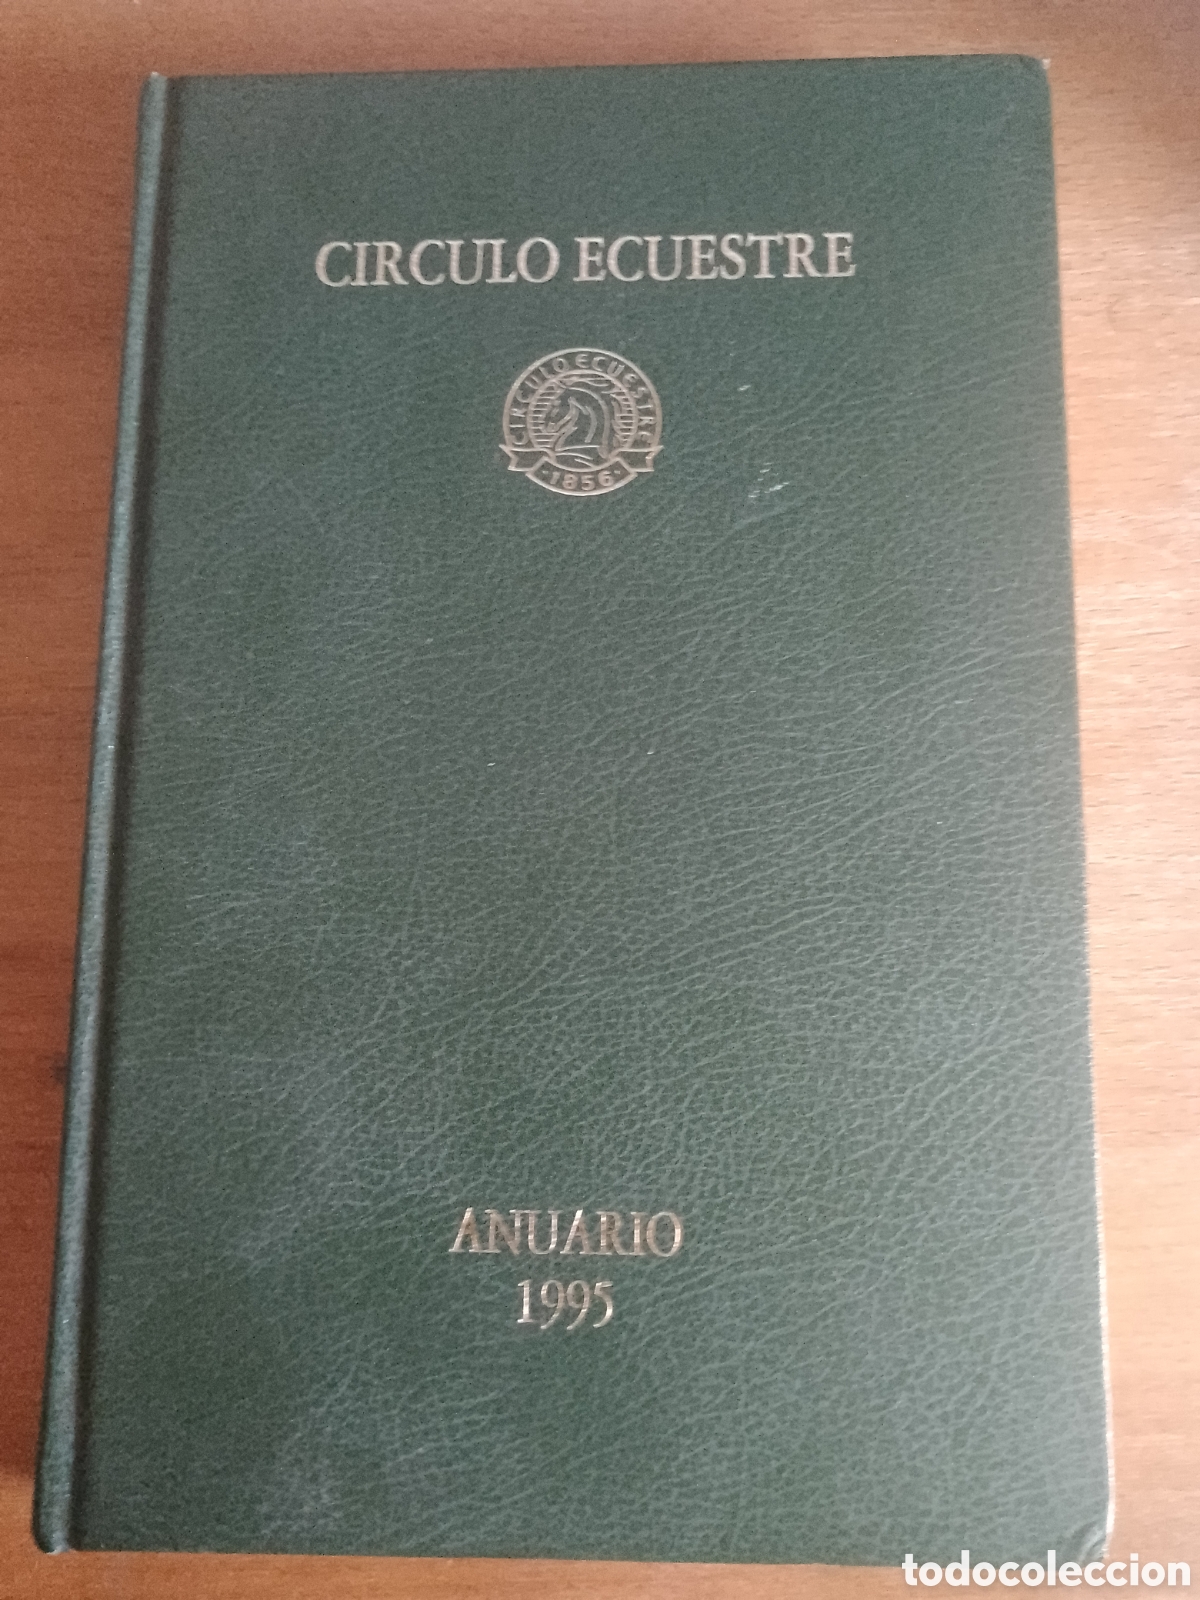 CIRCULO ECUESTRE
CIRCULO ECUESTRE
·1856·
ANUARIO
1995
todocoleccion